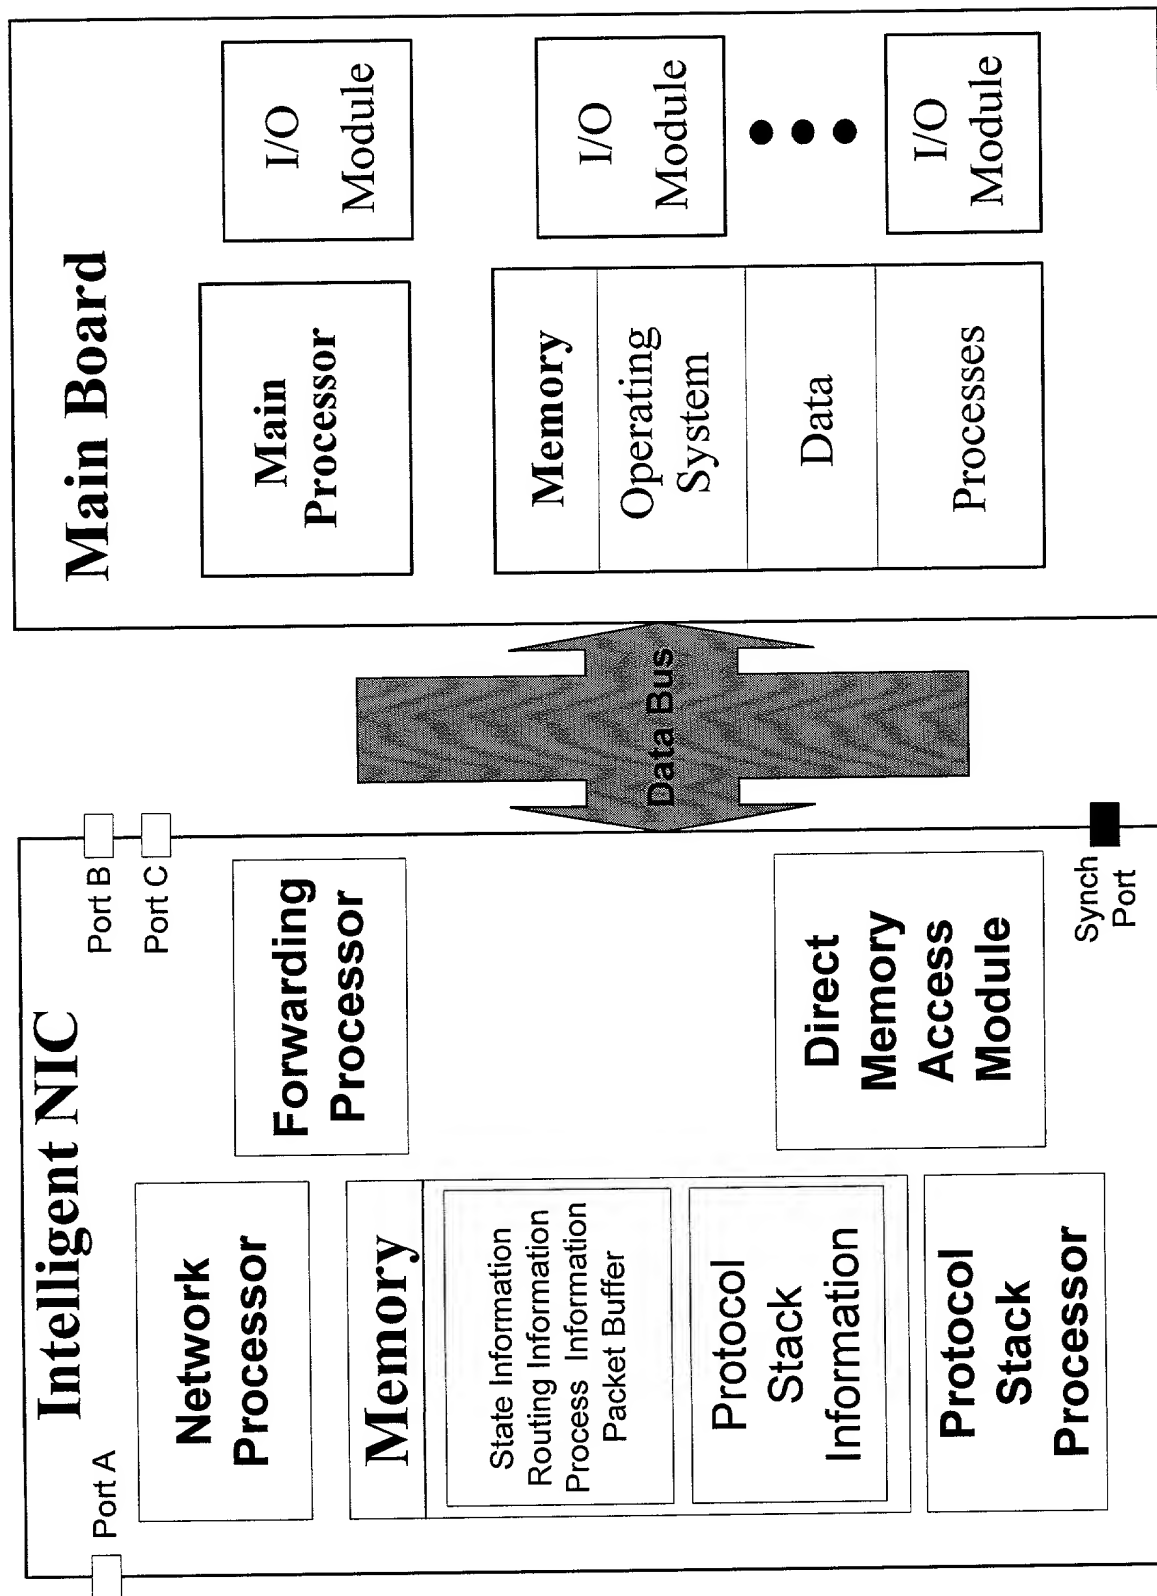 Intelligent NIC
Port A
Port B
Port C
Network
Processor
Forwarding
Processor
Memory
State Information
Routing Information
Process Information
Packet Buffer
Protocol
Stack
Information
Direct
Memory
Access
Module
Protocol
Stack
Processor
Synch
Port
Data Bus
Main Board
Main
Processor
I/O
Module
Memory
Operating
System
Data
Processes
I/O
Module
I/O
Module